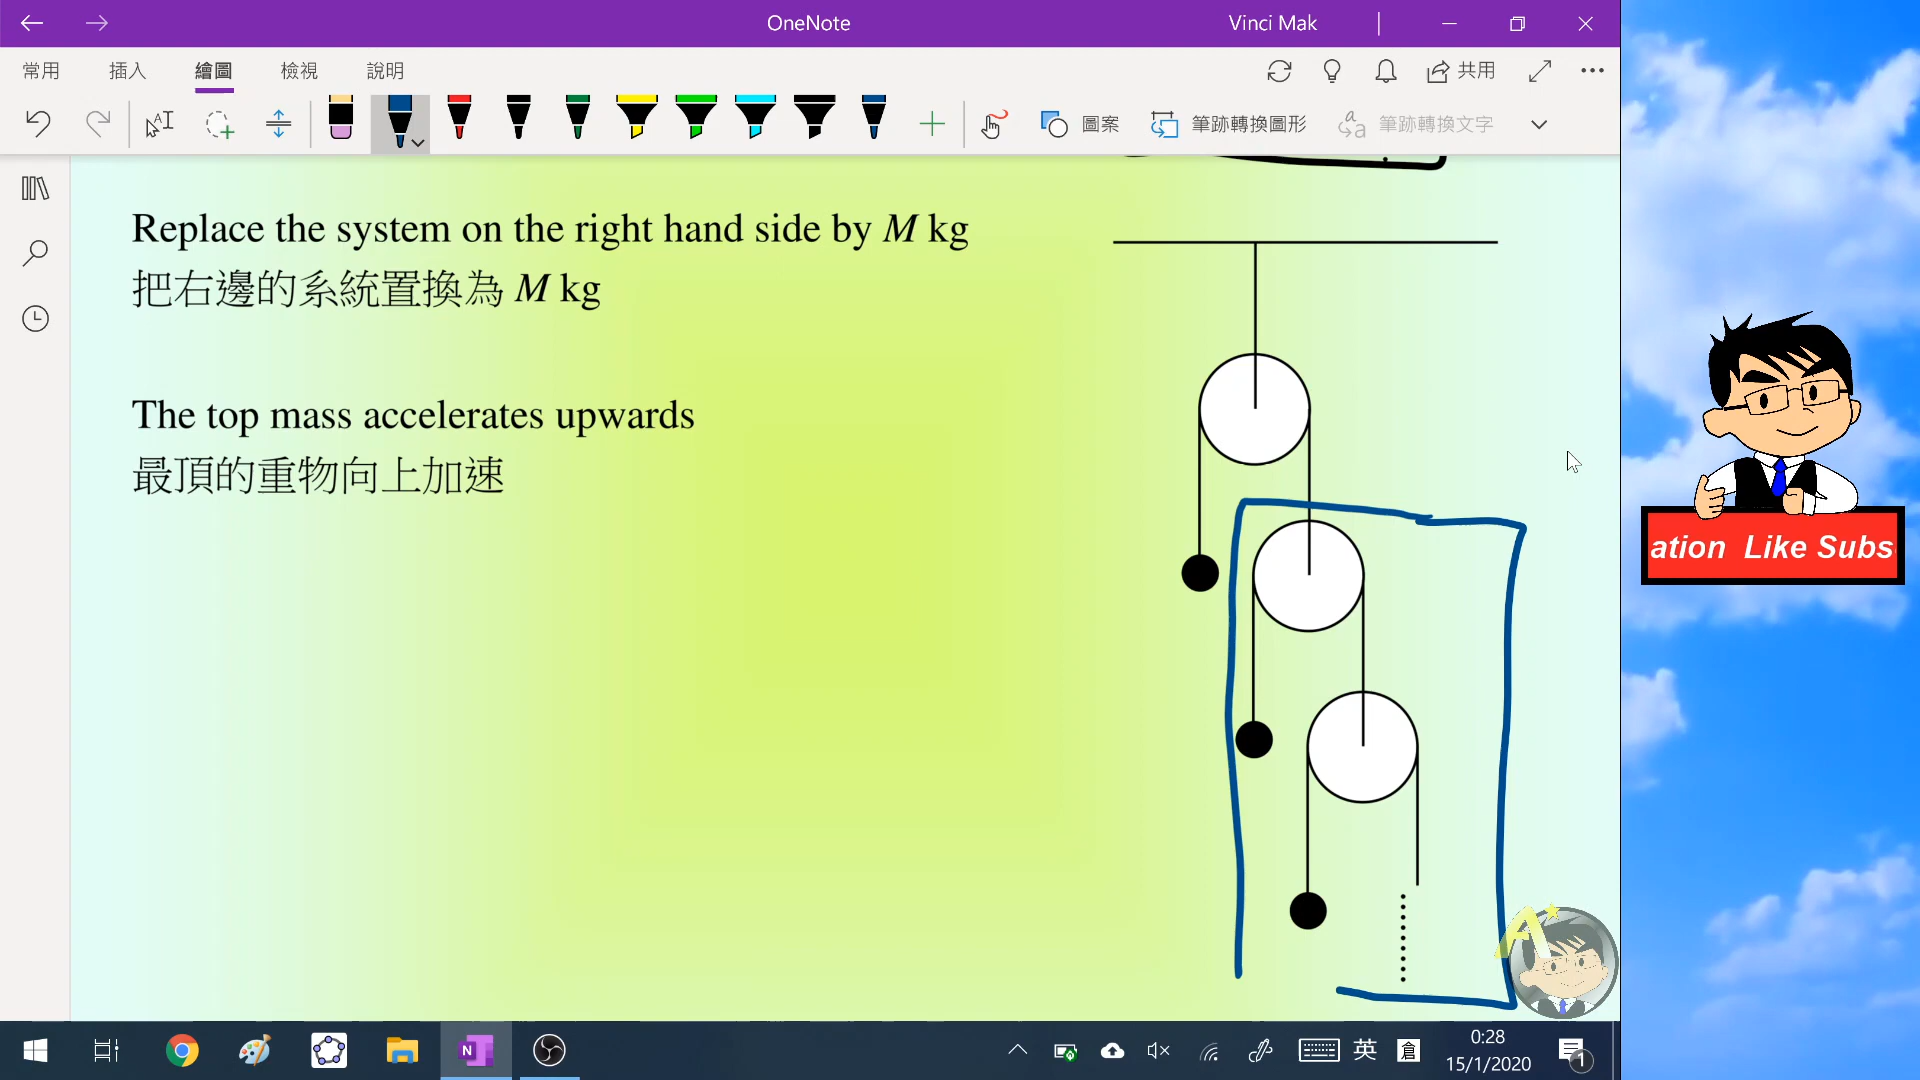 OneNote
Vinci Mak
常用 插入 繪圖 檢視 說明
共用
圖案
筆跡轉換圖形
筆跡轉換文字
Replace the system on the right hand side by M kg
把右邊的系統置換為 M kg
The top mass accelerates upwards
最頂的重物向上加速
ation Like Subs
A
英
倉
0:28
15/1/2020
1